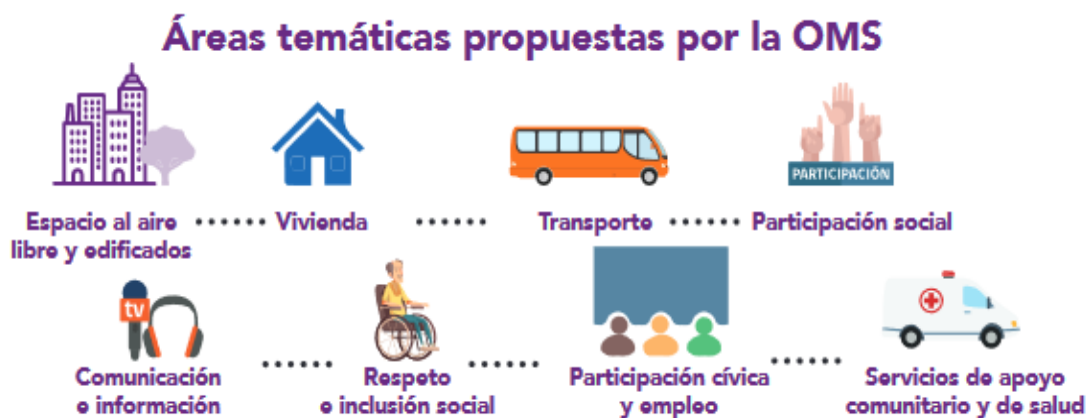 Áreas temáticas propuestas por la OMS
PARTICIPACIÓN
Espacio al aire
libre y edificados
Vivienda
Transporte
Participación social
tv
Comunicación
e información
Respeto
e inclusión social
Participación cívica
y empleo
Servicios de apoyo
comunitario y de salud